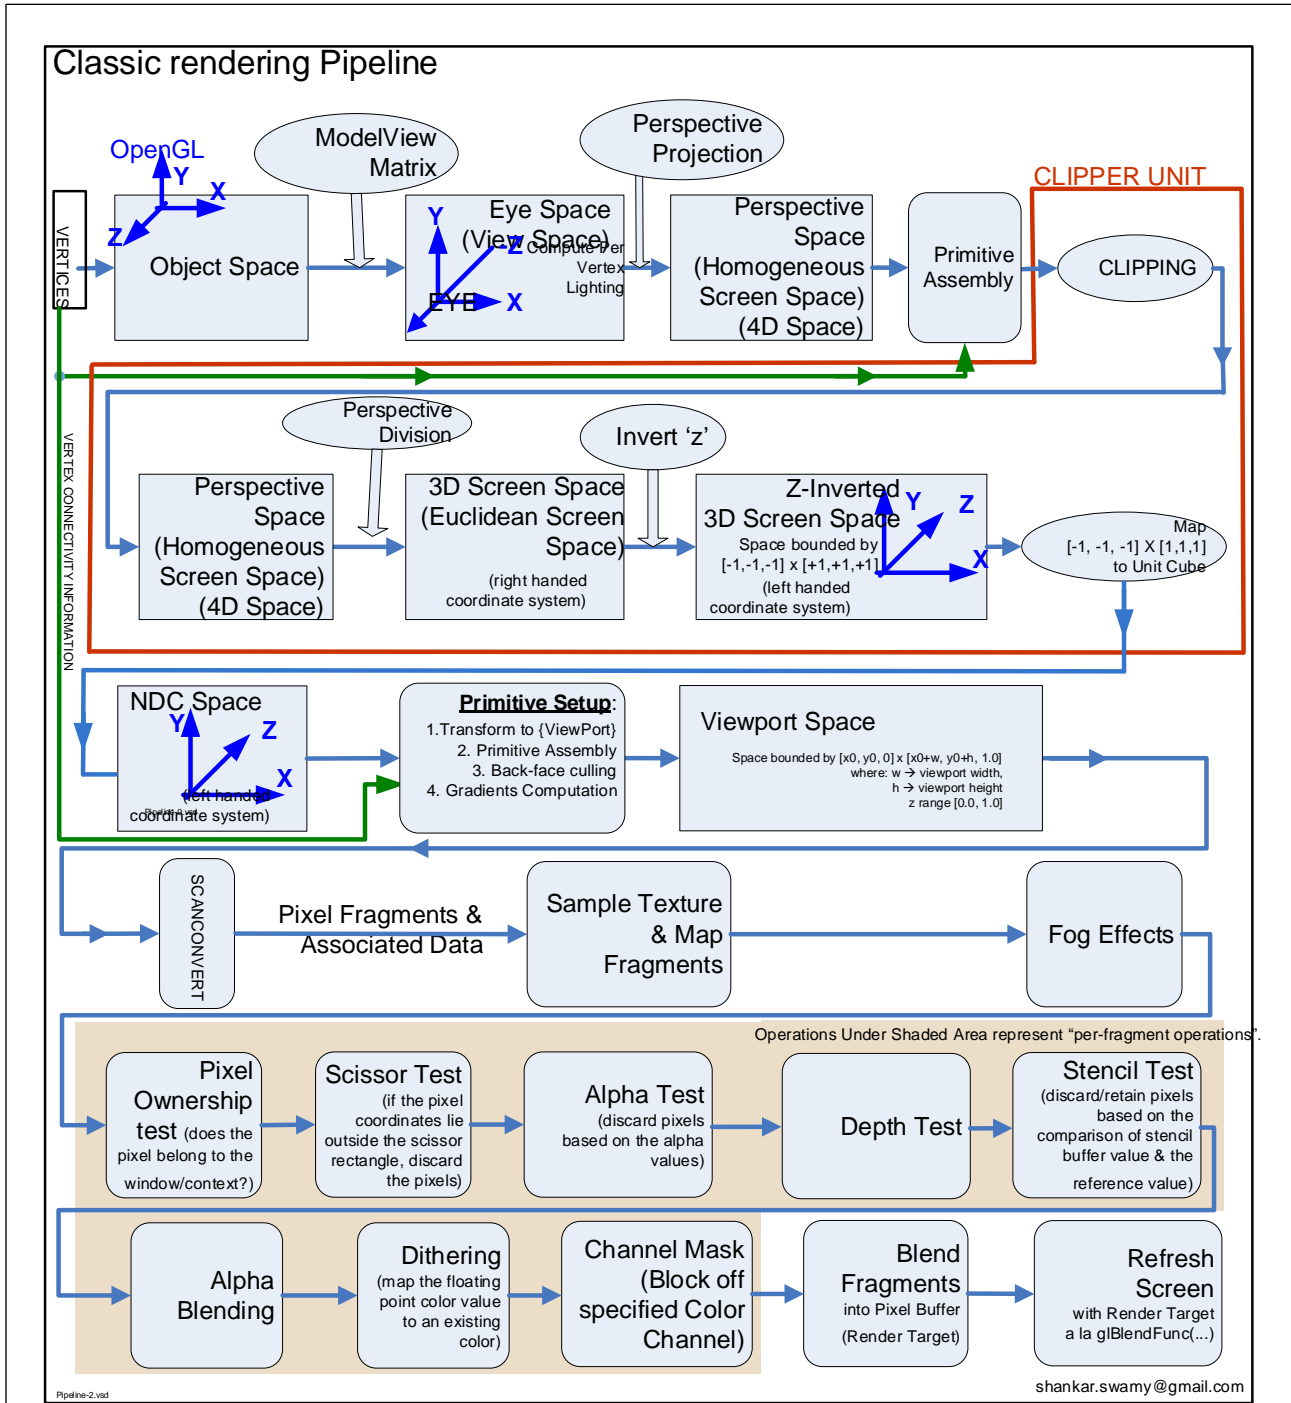 Classic rendering Pipeline
OpenGL
Y
X
Z
VERTICES
Object Space
ModelView
Matrix
Eye Space
(View Space)
Y
-Z
Compute Per
Vertex
Lighting
EYE
X
Perspective
Projection
Perspective
Space
(Homogeneous
Screen Space)
(4D Space)
Primitive
Assembly
CLIPPER UNIT
CLIPPING
VERTEX CONNECTIVITY INFORMATION
Perspective
Space
(Homogeneous
Screen Space)
(4D Space)
Perspective
Division
3D Screen Space
(Euclidean Screen
Space)
(right handed
coordinate system)
Invert ‘z’
Z-Inverted
3D Screen Space
Space bounded by
[-1,-1,-1] x [+1,+1,+1]
(left handed
coordinate system)
Y
Z
X
Map
[-1, -1, -1] X [1,1,1]
to Unit Cube
NDC Space
Y
Z
X
(left handed
coordinate system)
Pipeline-0.vsd
Primitive Setup:
1.Transform to {ViewPort}
2. Primitive Assembly
3. Back-face culling
4. Gradients Computation
Viewport Space
Space bounded by [x0, y0, 0] x [x0+w, y0+h, 1.0]
where: w → viewport width,
h → viewport height
z range [0.0, 1.0]
SCANCONVERT
Pixel Fragments &
Associated Data
Sample Texture
& Map
Fragments
Fog Effects
Operations Under Shaded Area represent “per-fragment operations”.
Pixel
Ownership
test (does the
pixel belong to the
window/context?)
Scissor Test
(if the pixel
coordinates lie
outside the scissor
rectangle, discard
the pixels)
Alpha Test
(discard pixels
based on the alpha
values)
Depth Test
Stencil Test
(discard/retain pixels
based on the
comparison of stencil
buffer value & the
reference value)
Alpha
Blending
Dithering
(map the floating
point color value
to an existing
color)
Channel Mask
(Block off
specified Color
Channel)
Blend
Fragments
into Pixel Buffer
(Render Target)
Refresh
Screen
with Render Target
a la glBlendFunc(...)
Pipeline-2.vsd
shankar.swamy@gmail.com